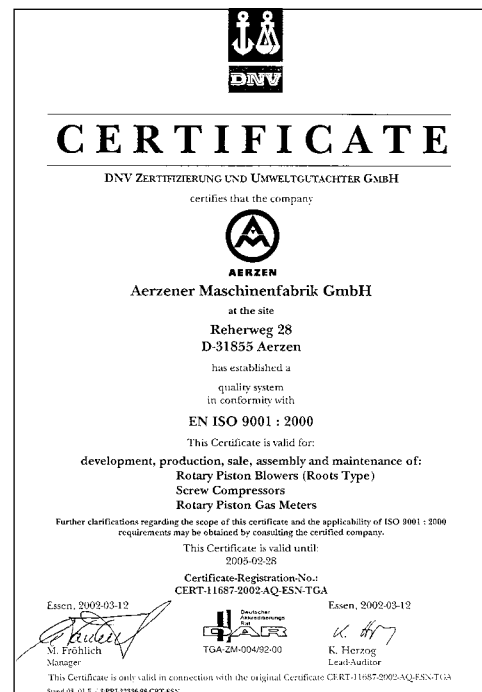 DNV
CERTIFICATE
DNV ZERTIFIZIERUNG UND UMWELTGUTACHTER GMBH
certifies that the company
AERZEN
Aerzener Maschinenfabrik GmbH
at the site
Reherweg 28
D-31855 Aerzen
has established a
quality system
in conformity with
EN ISO 9001 : 2000
This Certificate is valid for:
development, production, sale, assembly and maintenance of:
Rotary Piston Blowers (Roots Type)
Screw Compressors
Rotary Piston Gas Meters
Further clarifications regarding the scope of this certificate and the applicability of ISO 9001 : 2000
requirements may be obtained by consulting the certified company.
This Certificate is valid until:
2005-02-28
Certificate-Registration-No.:
CERT-11687-2002-AQ-ESN-TGA
Essen, 2002-03-12
Essen, 2002-03-12
Deutscher
Akkreditierungs
Rat
DAR
TGA-ZM-004/92-00
M. Fröhlich
Manager
K. Herzog
Lead-Auditor
This Certificate is only valid in connection with the original Certificate CERT-11687-2002-AQ-ESN-TGA